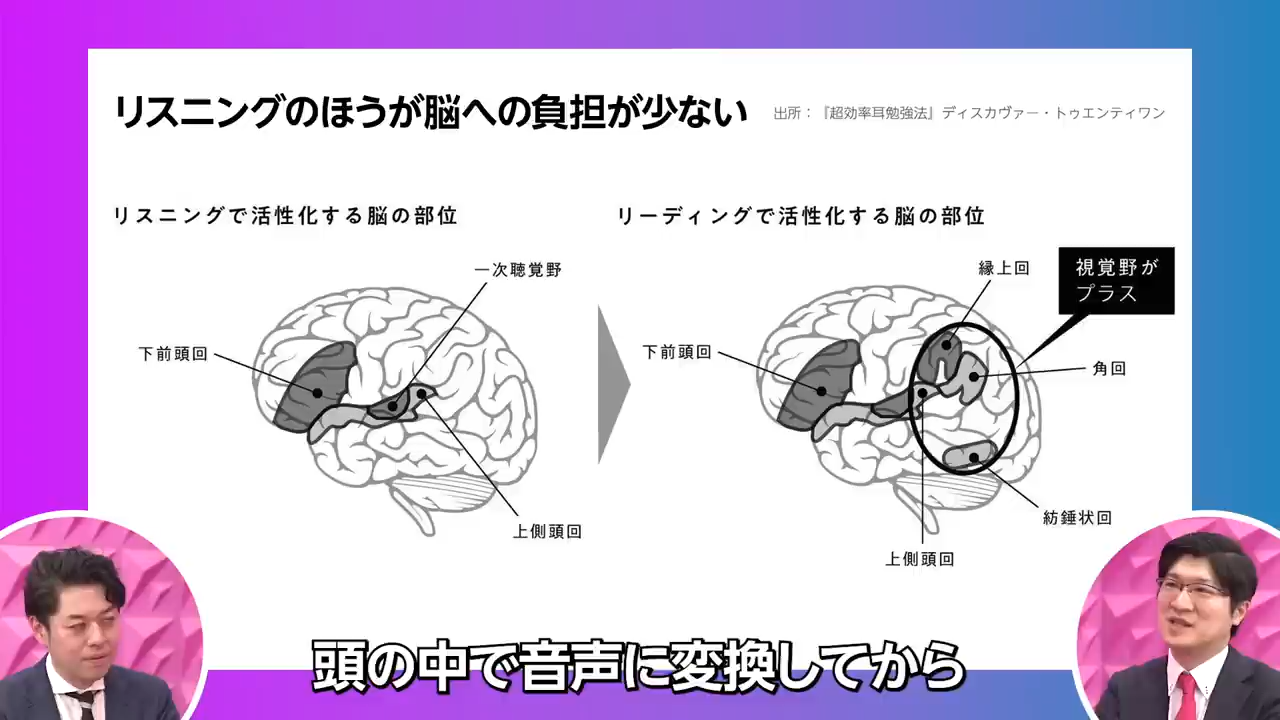 リスニングのほうが脳への負担が少ない
出所：『超効率耳勉強法』ディスカヴァー・トゥエンティワン
リスニングで活性化する脳の部位
リーディングで活性化する脳の部位
一次聴覚野
下前頭回
上側頭回
縁上回
視覚野が
プラス
下前頭回
角回
紡錘状回
上側頭回
頭の中で音声に変換してから